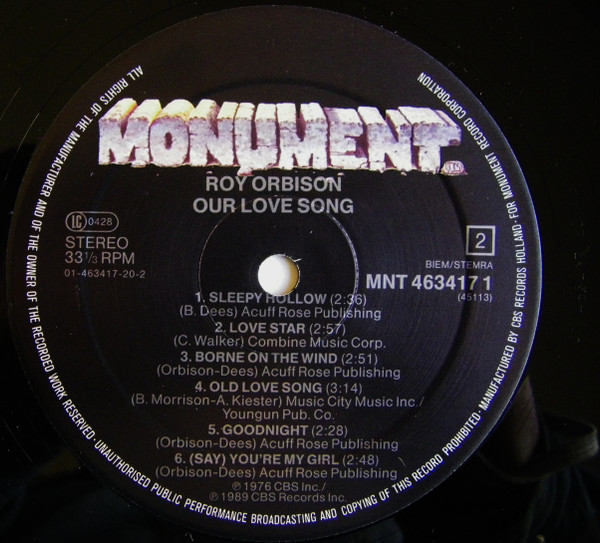 ALL RIGHTS OF THE MANUFACTURER AND OF THE OWNER OF THE RECORDED WORK RESERVED · UNAUTHORISED PUBLIC PERFORMANCE BROADCASTING AND COPYING OF THIS RECORD PROHIBITED · MANUFACTURED BY CBS RECORDS HOLLAND · FOR MONUMENT RECORD CORPORATION
MONUMENT
ROY ORBISON
OUR LOVE SONG
LC 0428
STEREO
33 1/3 RPM
01-463417-20-2
2
BIEM/STEMRA
MNT 463417 1
(45113)
1. SLEEPY HOLLOW (2:36)
(B. Dees) Acuff Rose Publishing
2. LOVE STAR (2:57)
(C. Walker) Combine Music Corp.
3. BORNE ON THE WIND (2:51)
(Orbison-Dees) Acuff Rose Publishing
4. OLD LOVE SONG (3:14)
(B. Morrison-A. Kiester) Music City Music Inc./
Youngun Pub. Co.
5. GOODNIGHT (2:28)
(Orbison-Dees) Acuff Rose Publishing
6. (SAY) YOU'RE MY GIRL (2:48)
(Orbison-Dees) Acuff Rose Publishing
℗ 1976 CBS Inc./
℗ 1989 CBS Records Inc.